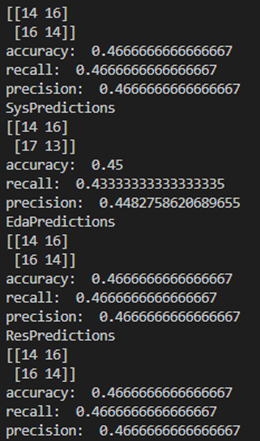 [[14 16]
[16 14]]
accuracy: 0.4666666666666667
recall: 0.4666666666666667
precision: 0.4666666666666667
SysPredictions
[[14 16]
[17 13]]
accuracy: 0.45
recall: 0.43333333333333335
precision: 0.4482758620689655
EdaPredictions
[[14 16]
[16 14]]
accuracy: 0.4666666666666667
recall: 0.4666666666666667
precision: 0.4666666666666667
ResPredictions
[[14 16]
[16 14]]
accuracy: 0.4666666666666667
recall: 0.4666666666666667
precision: 0.4666666666666667